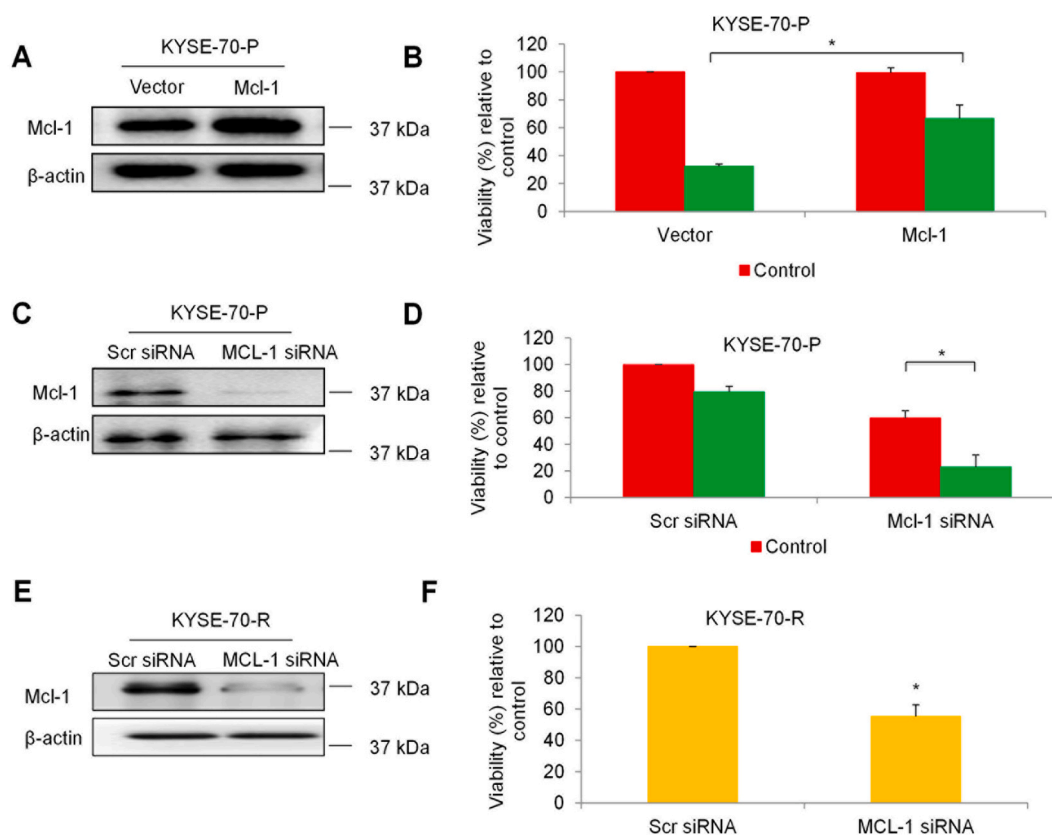 A
KYSE-70-P
Vector Mcl-1
Mcl-1
37 kDa
β-actin
37 kDa
B
KYSE-70-P
*
Viability (%) relative to
control
120
100
80
60
40
20
0
Vector Mcl-1
Control
C
KYSE-70-P
Scr siRNA MCL-1 siRNA
Mcl-1
37 kDa
β-actin
37 kDa
D
KYSE-70-P
*
Viability (%) relative
to control
120
100
80
60
40
20
0
Scr siRNA Mcl-1 siRNA
Control
E
KYSE-70-R
Scr siRNA MCL-1 siRNA
Mcl-1
37 kDa
β-actin
37 kDa
F
KYSE-70-R
*
Viability (%) relative to
control
120
100
80
60
40
20
0
Scr siRNA MCL-1 siRNA